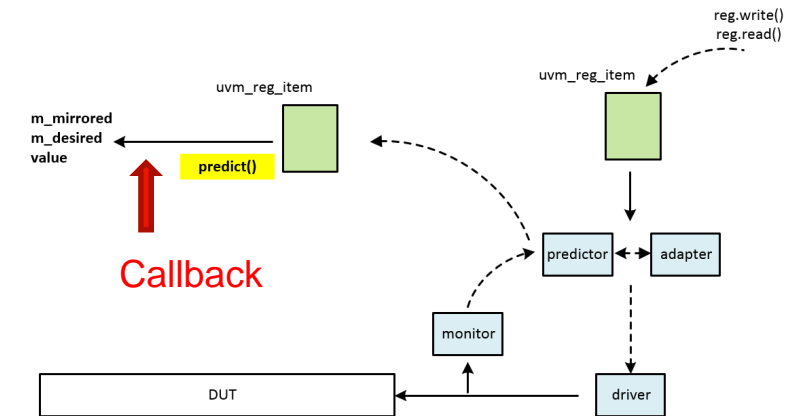 reg.write()
reg.read()
uvm_reg_item
uvm_reg_item
m_mirrored
m_desired
value
predict()
Callback
predictor
adapter
monitor
DUT
driver